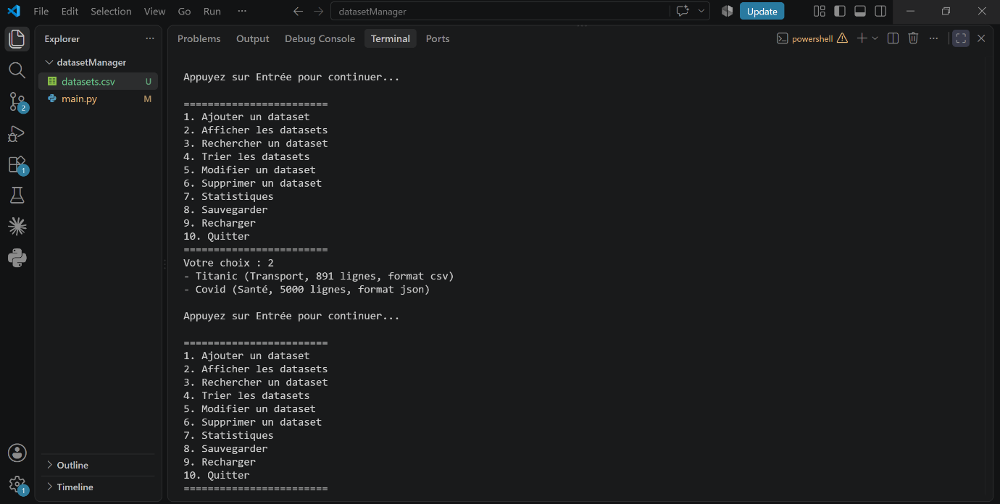 File Edit Selection View Go Run ···
datasetManager
Update
Explorer ···
datasetManager
datasets.csv U
main.py M
2
1
1
Outline
Timeline
Problems Output Debug Console Terminal Ports
powershell
Appuyez sur Entrée pour continuer...
========================
1. Ajouter un dataset
2. Afficher les datasets
3. Rechercher un dataset
4. Trier les datasets
5. Modifier un dataset
6. Supprimer un dataset
7. Statistiques
8. Sauvegarder
9. Recharger
10. Quitter
========================
Votre choix : 2
- Titanic (Transport, 891 lignes, format csv)
- Covid (Santé, 5000 lignes, format json)
Appuyez sur Entrée pour continuer...
========================
1. Ajouter un dataset
2. Afficher les datasets
3. Rechercher un dataset
4. Trier les datasets
5. Modifier un dataset
6. Supprimer un dataset
7. Statistiques
8. Sauvegarder
9. Recharger
10. Quitter
========================